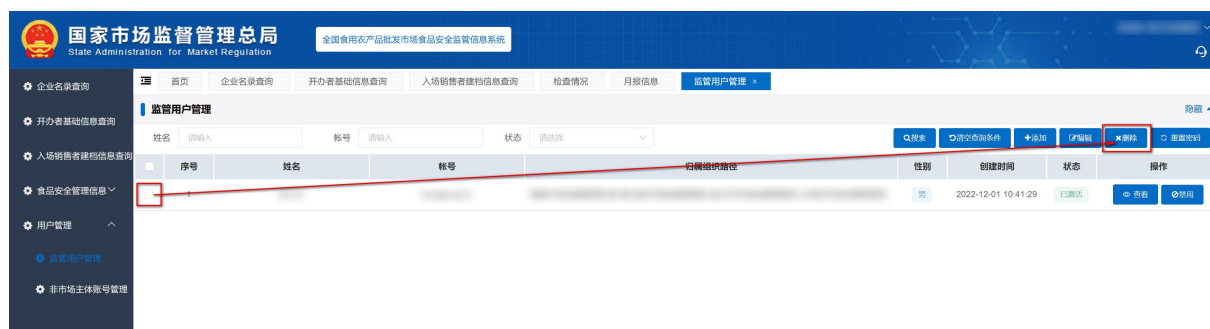 国家市场监督管理总局
State Administration for Market Regulation
全国食用农产品批发市场食品安全监管信息系统
企业名录查询
开办者基础信息查询
入场销售者建档信息查询
食品安全管理信息
用户管理
监管用户管理
非市场主体账号管理
首页 企业名录查询 开办者基础信息查询 入场销售者建档信息查询 检查情况 月报信息 监管用户管理 ×
监管用户管理 隐藏
姓名 请输入 帐号 请输入 状态 请选择 搜索 清空查询条件 +添加 编辑 ×删除 重置密码
序号 姓名 帐号 归属组织路径 性别 创建时间 状态 操作
1 男 2022-12-01 10:41:29 已激活 查看 禁用